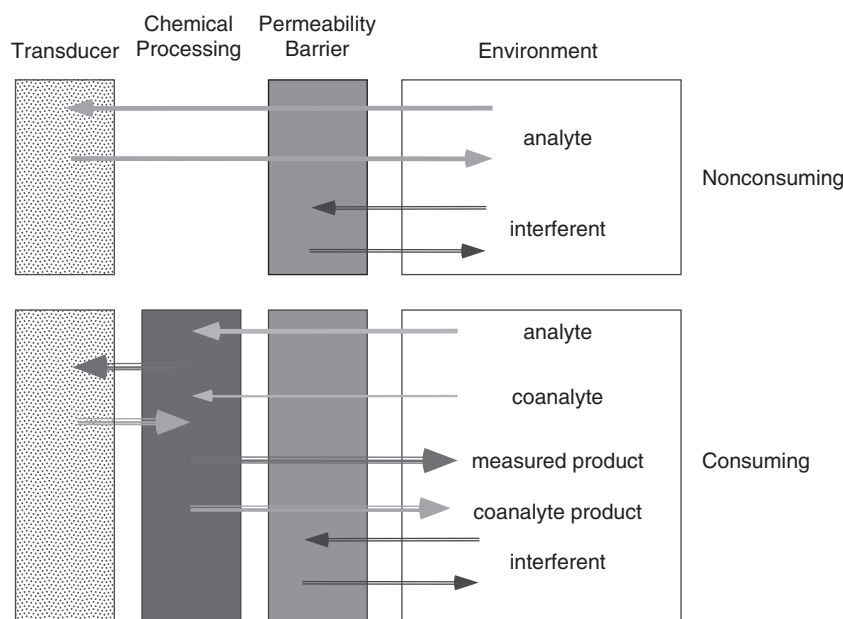 Transducer
Chemical
Processing
Permeability
Barrier
Environment
analyte
Nonconsuming
interferent
analyte
coanalyte
measured product
Consuming
coanalyte product
interferent